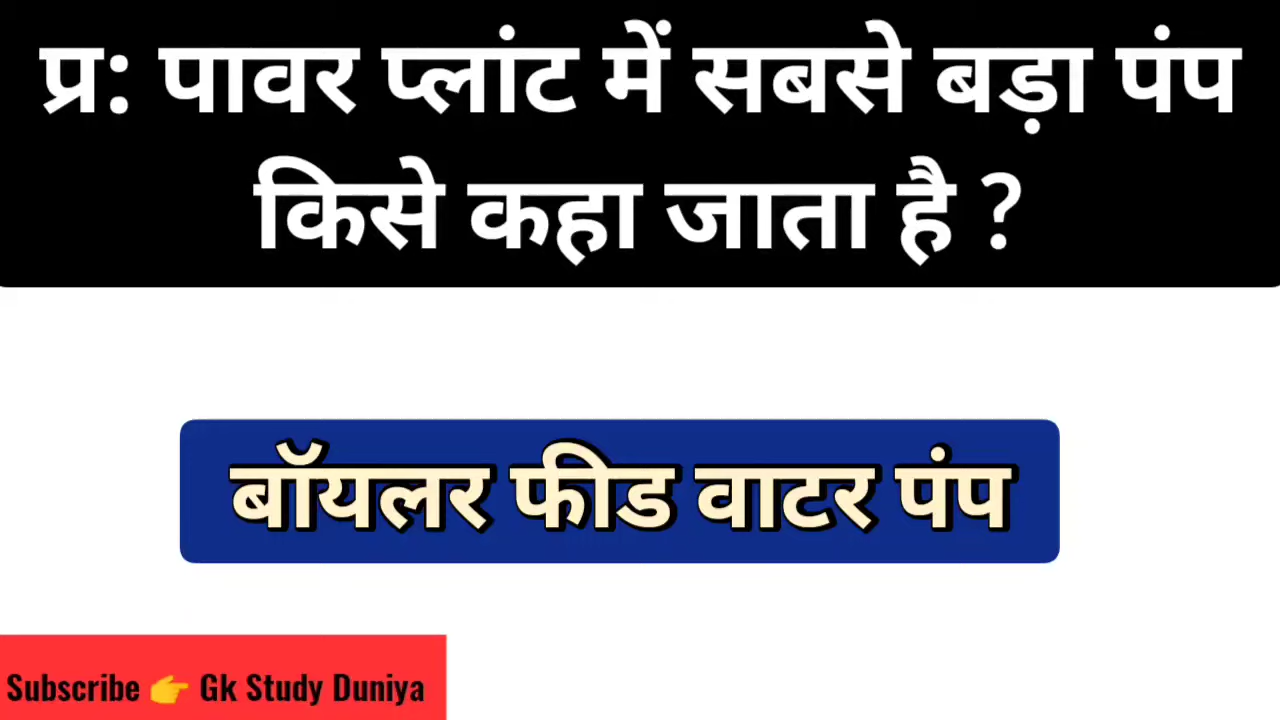 प्र: पावर प्लांट में सबसे बड़ा पंप
किसे कहा जाता है ?
बॉयलर फीड वाटर पंप
Subscribe 👉 Gk Study Duniya